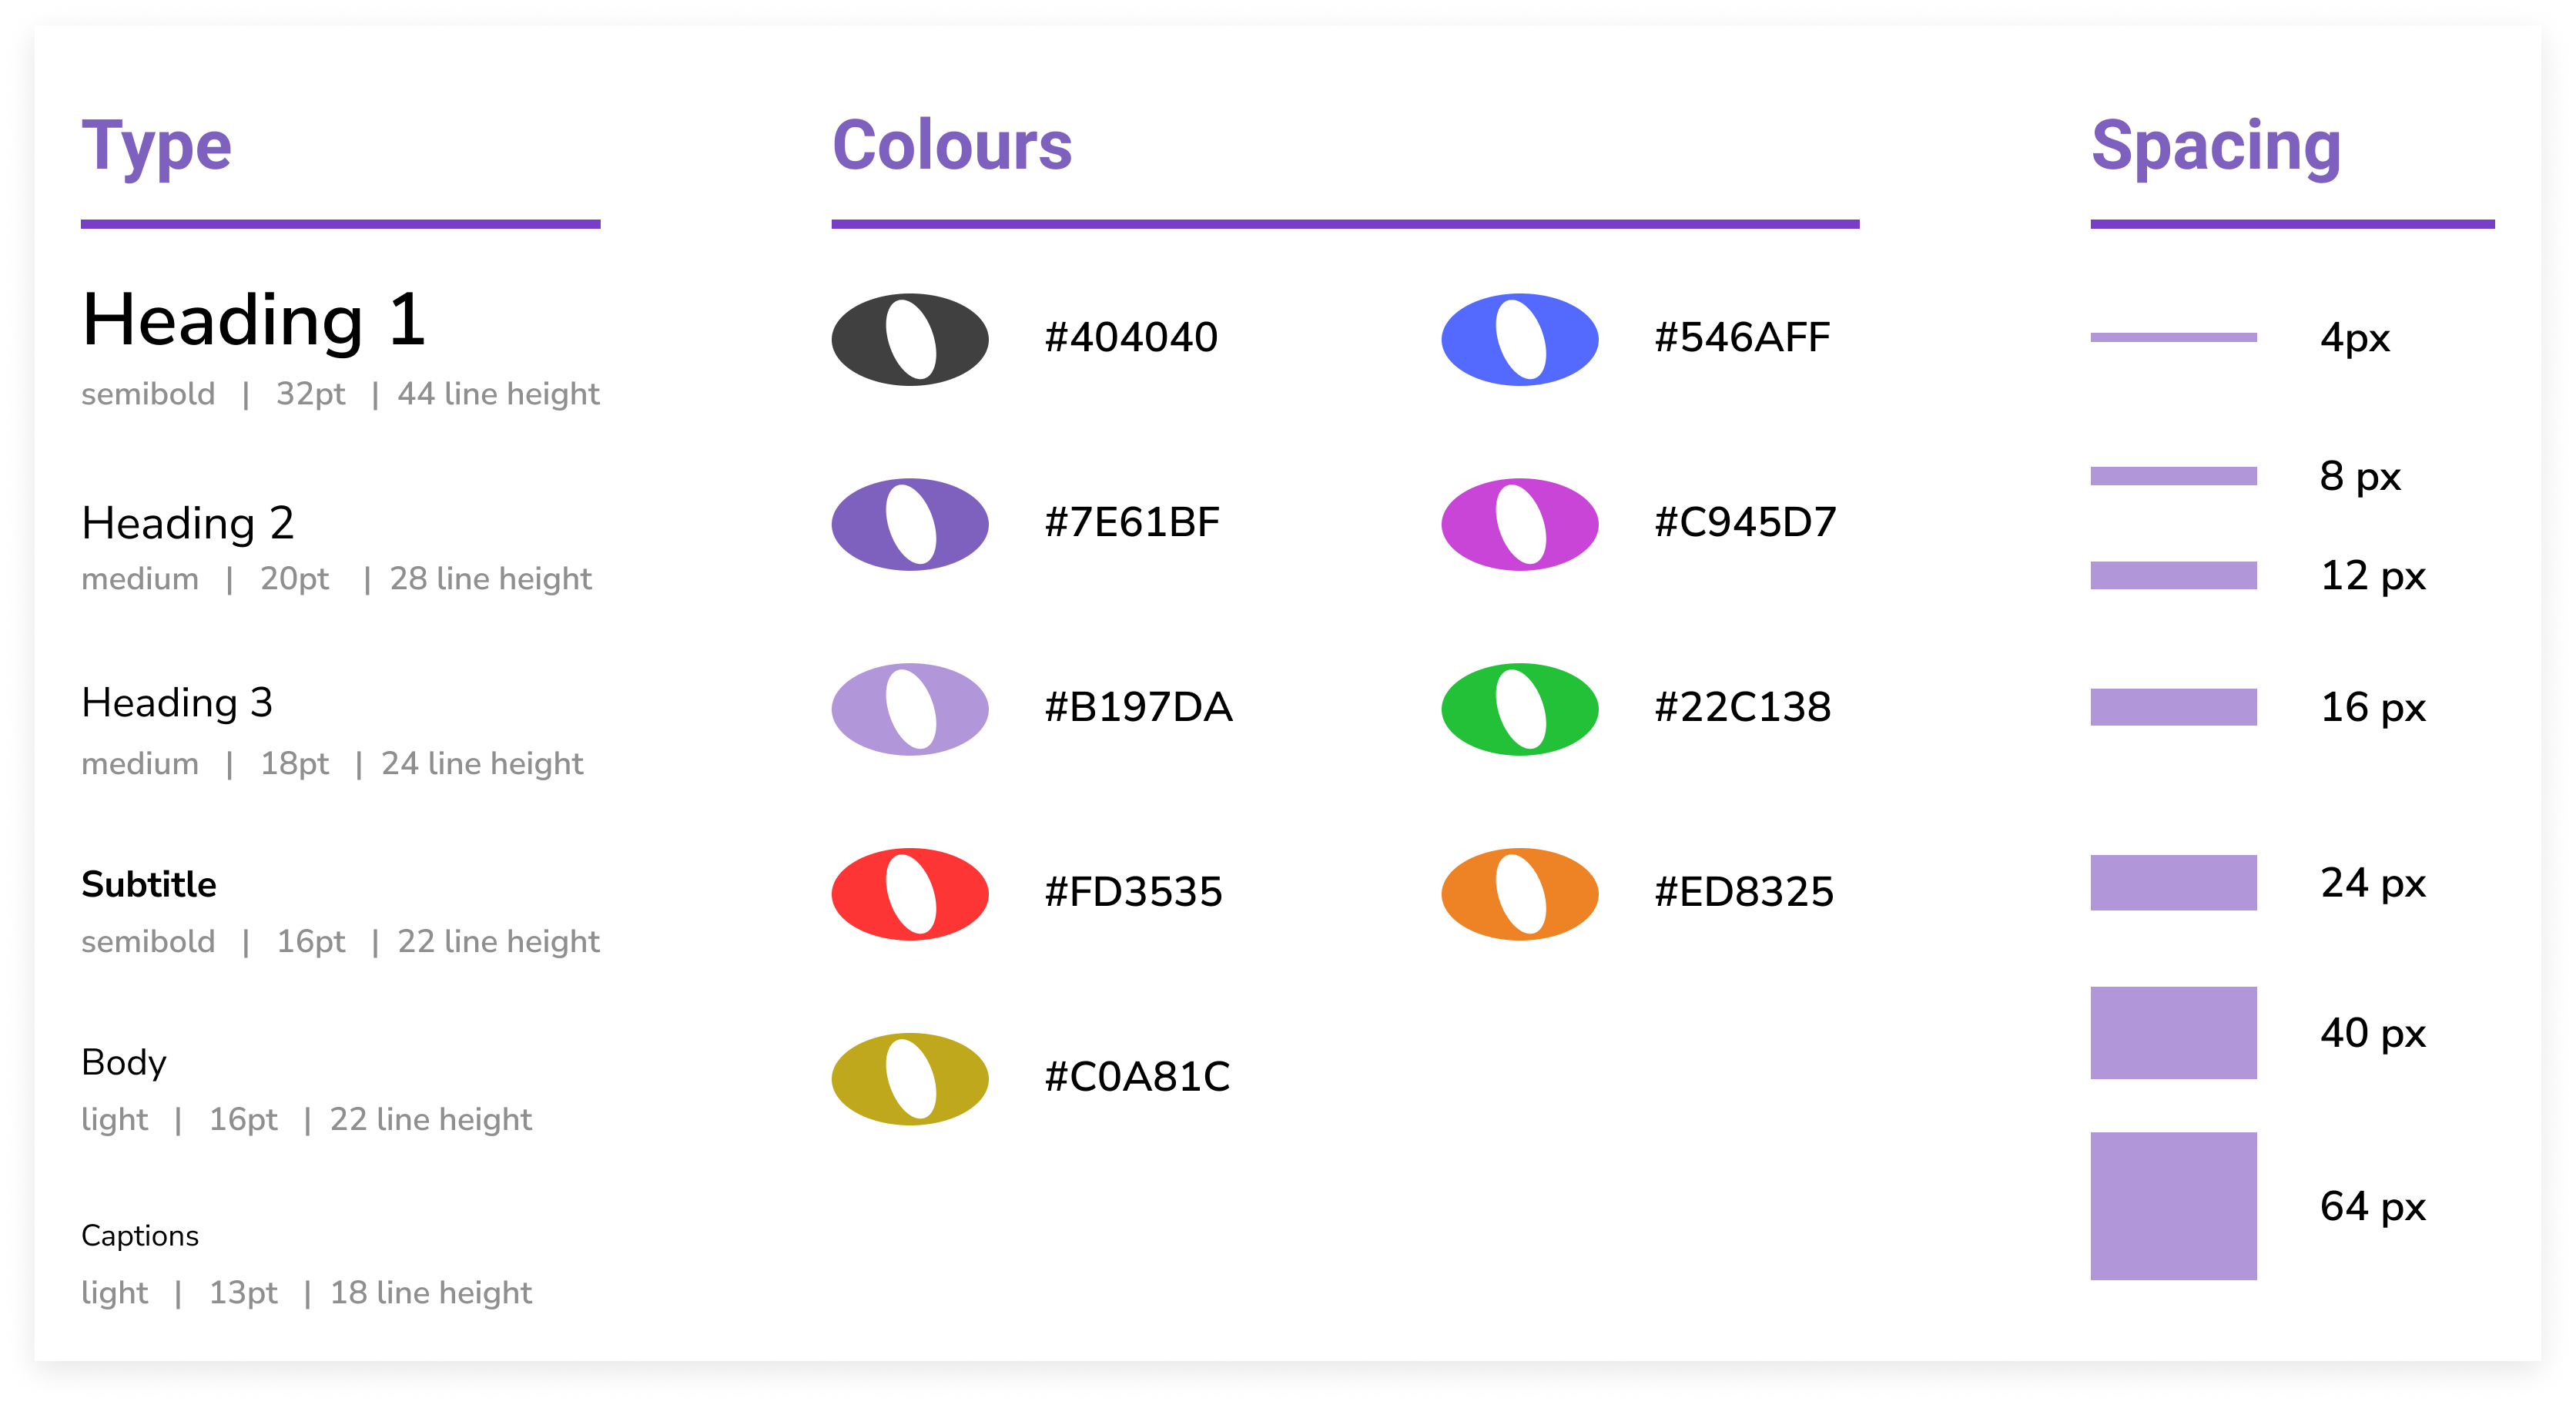 Type
Heading 1
semibold | 32pt | 44 line height
Heading 2
medium | 20pt | 28 line height
Heading 3
medium | 18pt | 24 line height
Subtitle
semibold | 16pt | 22 line height
Body
light | 16pt | 22 line height
Captions
light | 13pt | 18 line height
Colours
#404040
#7E61BF
#B197DA
#FD3535
#C0A81C
#546AFF
#C945D7
#22C138
#ED8325
Spacing
4px
8 px
12 px
16 px
24 px
40 px
64 px